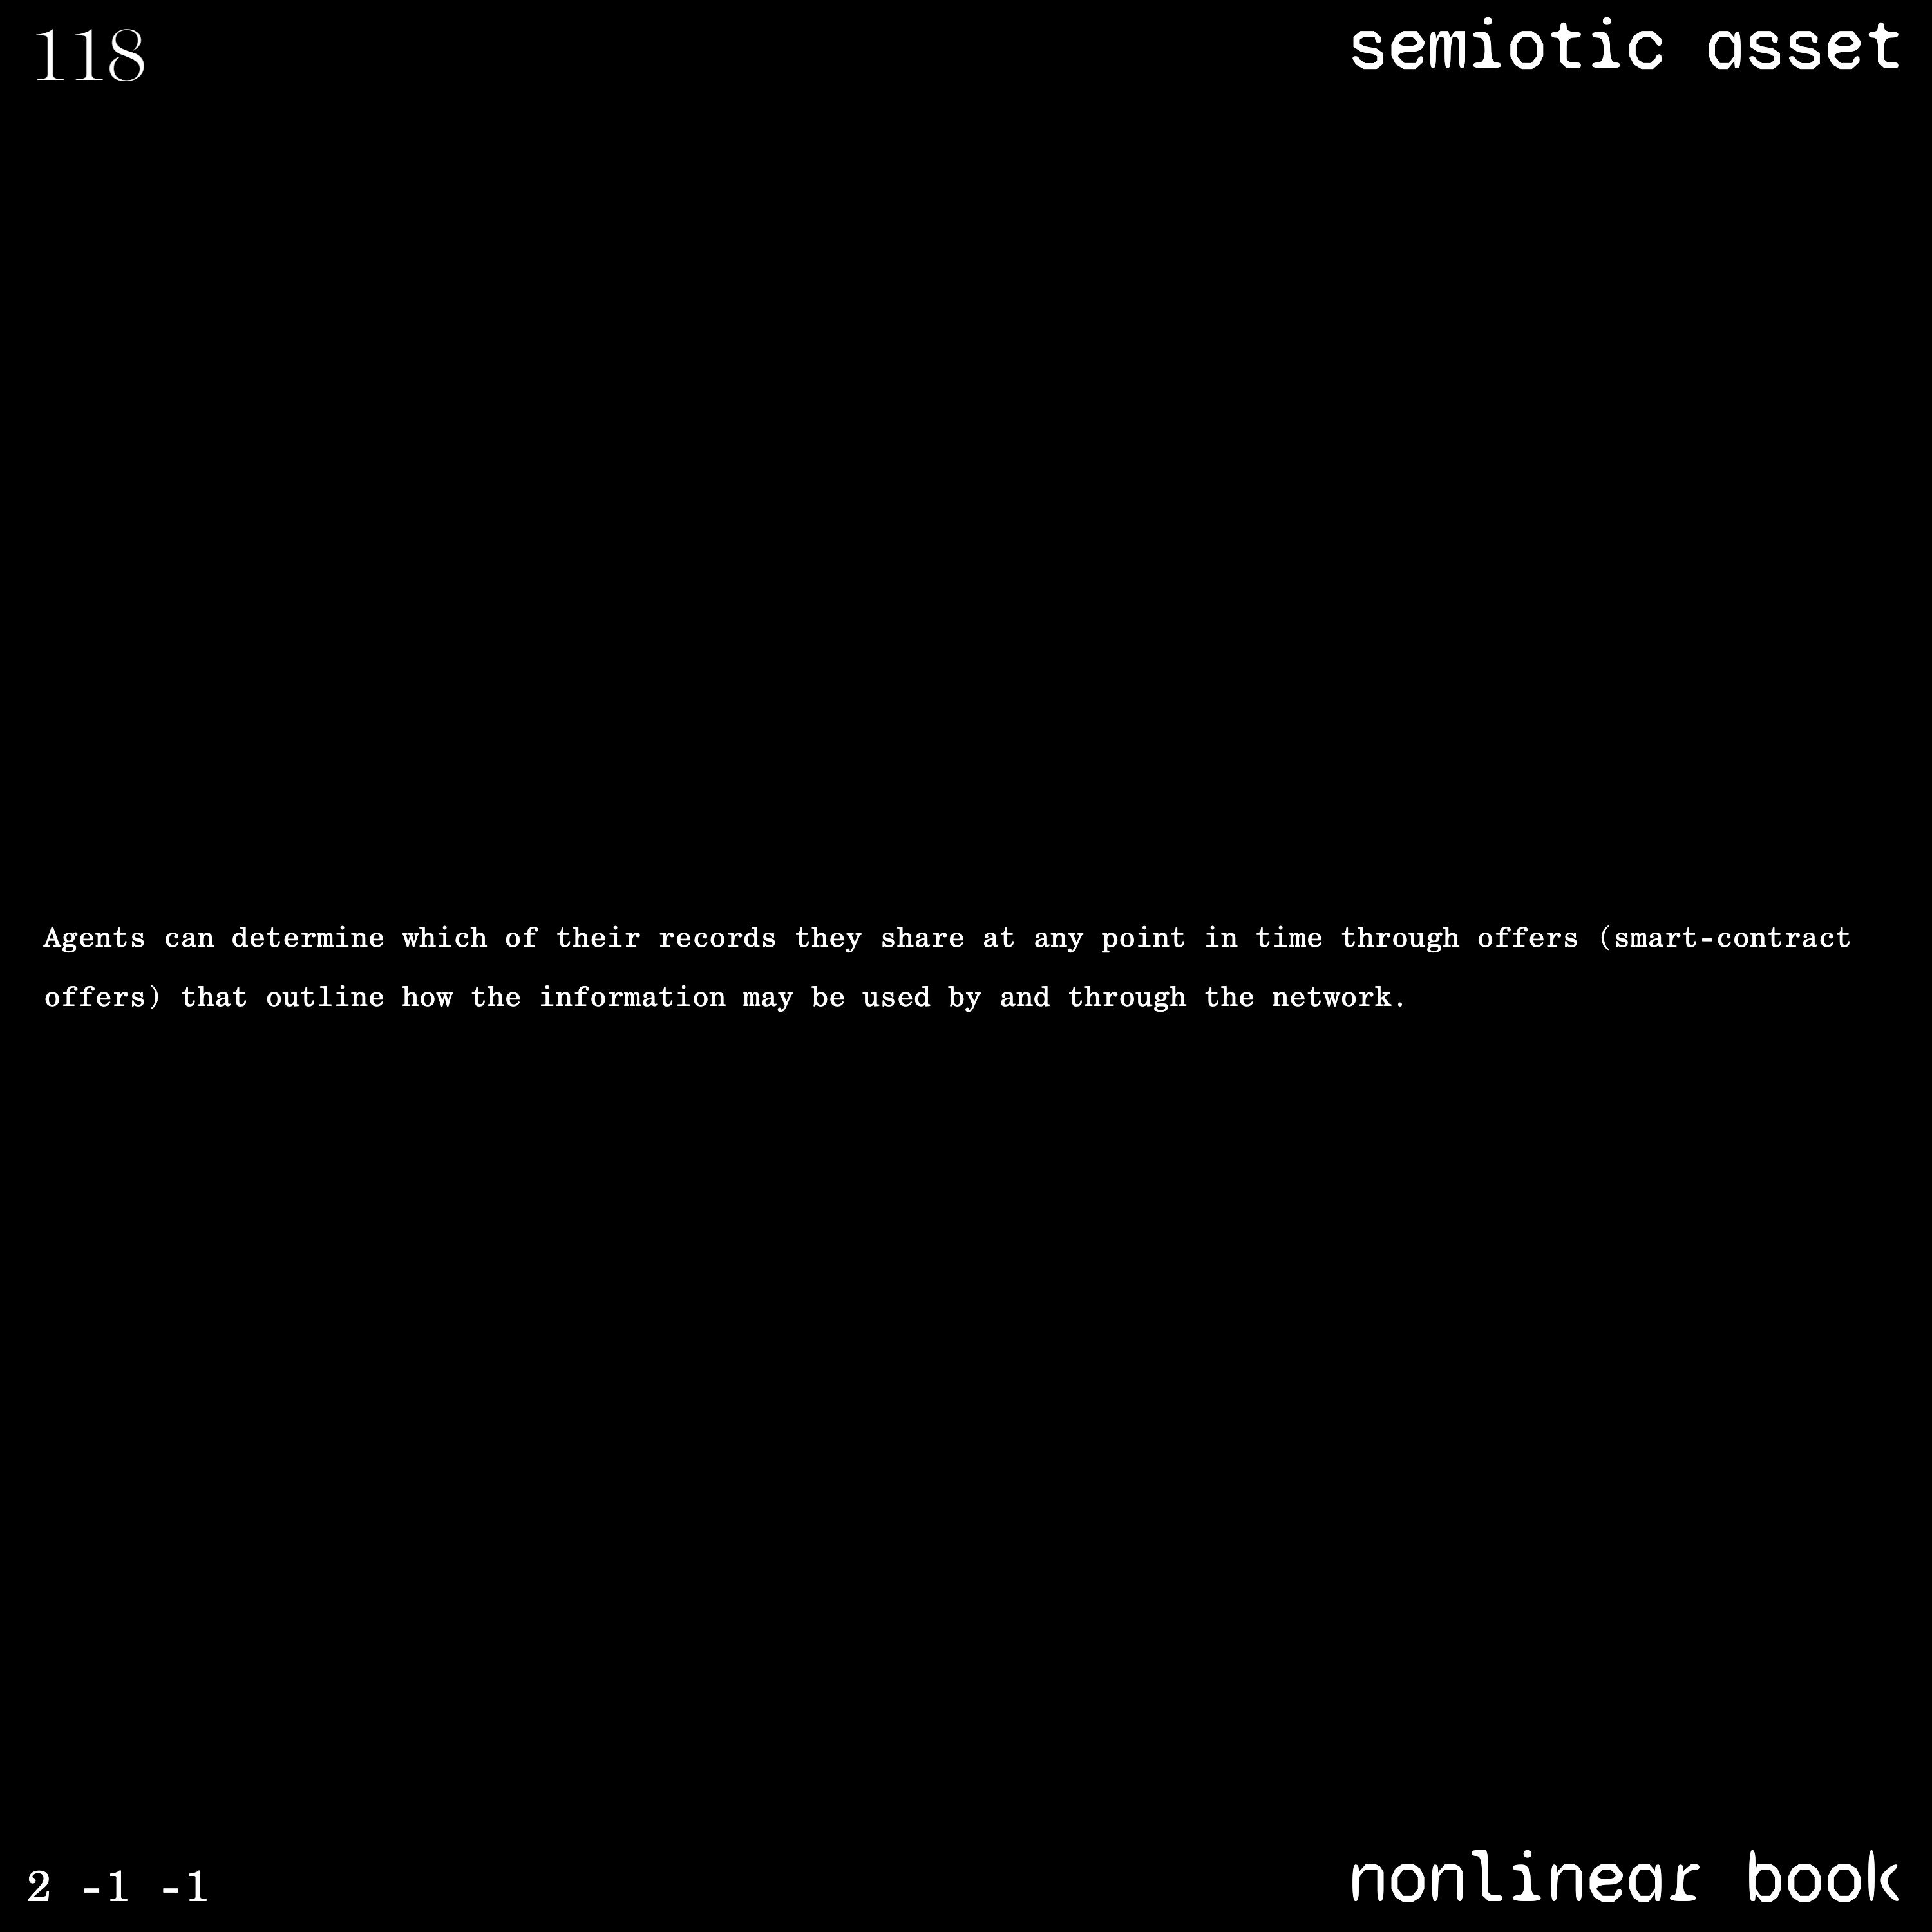 118
semiotic asset
Agents can determine which of their records they share at any point in time through offers (smart-contract
offers) that outline how the information may be used by and through the network.
2 -1 -1
nonlinear book